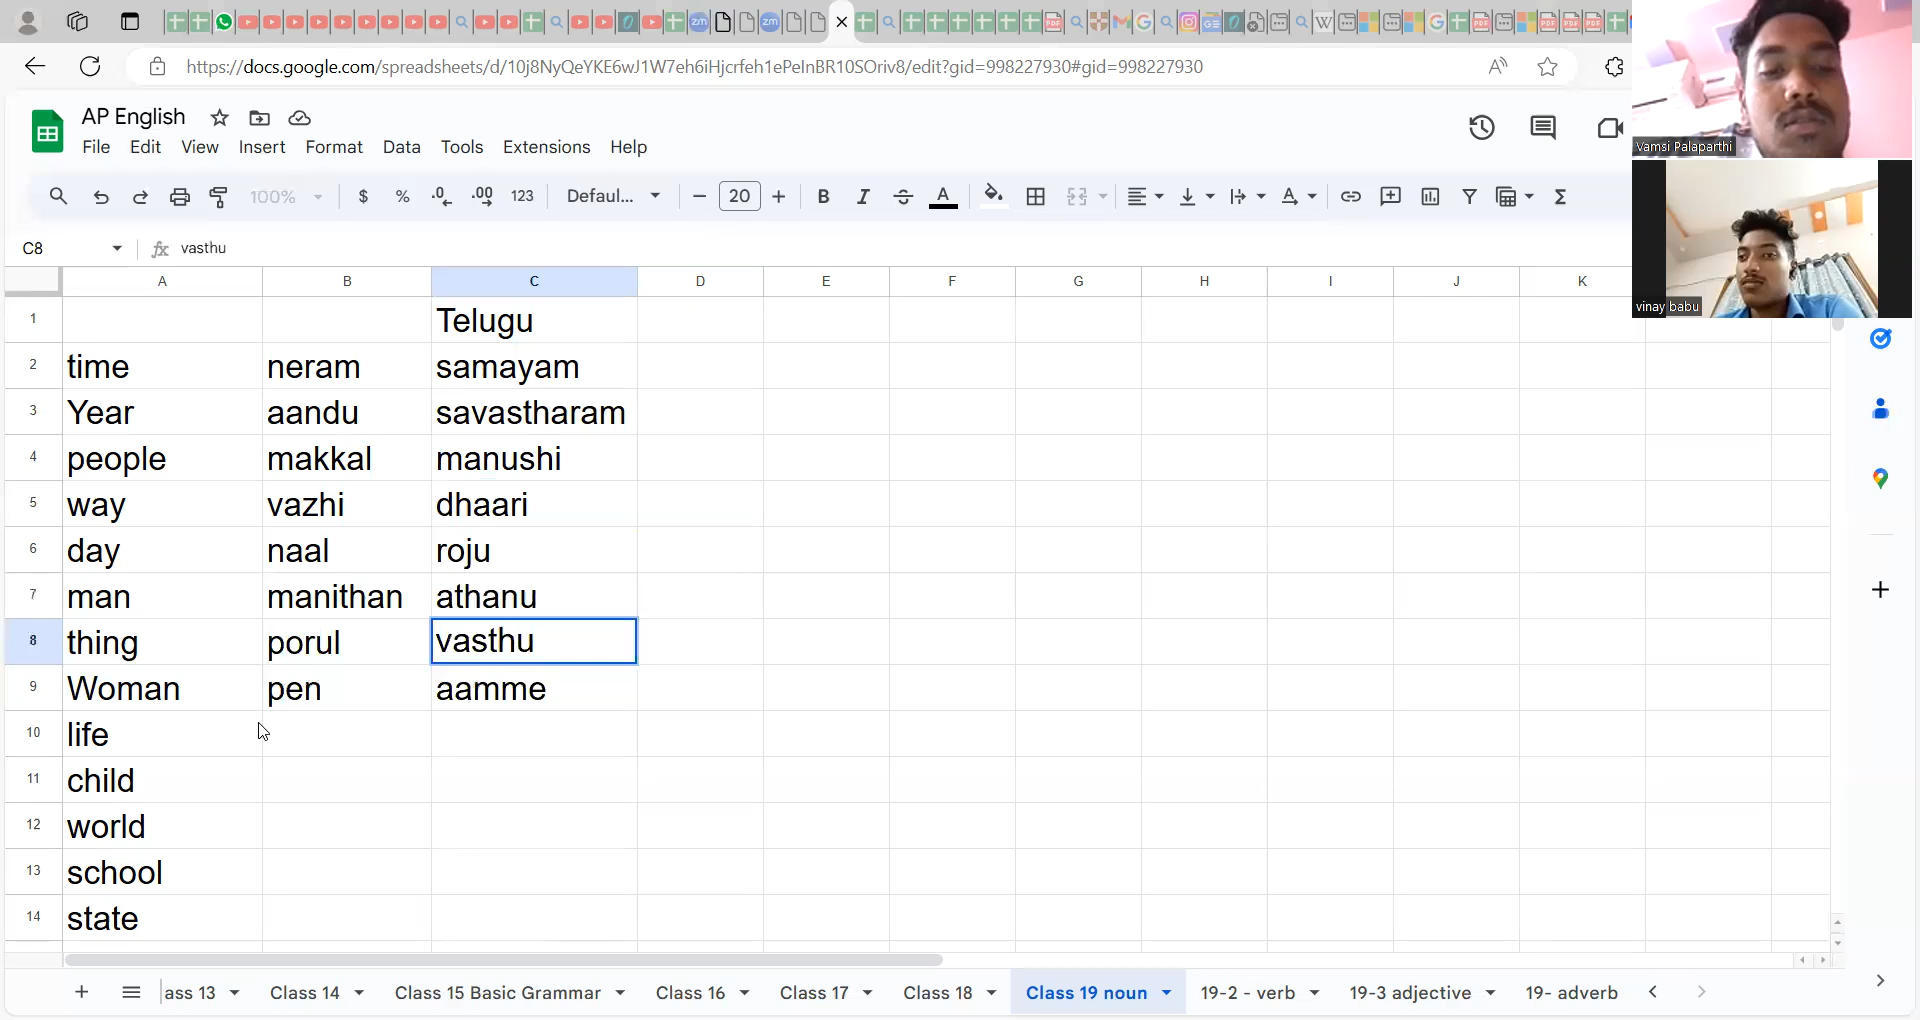 https://docs.google.com/spreadsheets/d/10j8NyQeYKE6wJ1W7eh6iHjcrfeh1ePeInBR10SOriv8/edit?gid=998227930#gid=998227930
AP English
File Edit View Insert Format Data Tools Extensions Help
100% $ % .0 .00 123 Defaul... 20 B I A
C8 fx vasthu
A B C D E F G H I J K
1 Telugu
2 time neram samayam
3 Year aandu savastharam
4 people makkal manushi
5 way vazhi dhaari
6 day naal roju
7 man manithan athanu
8 thing porul vasthu
9 Woman pen aamme
10 life
11 child
12 world
13 school
14 state
ass 13 Class 14 Class 15 Basic Grammar Class 16 Class 17 Class 18 Class 19 noun 19-2 - verb 19-3 adjective 19- adverb
Vamsi Palaparthi
vinay babu